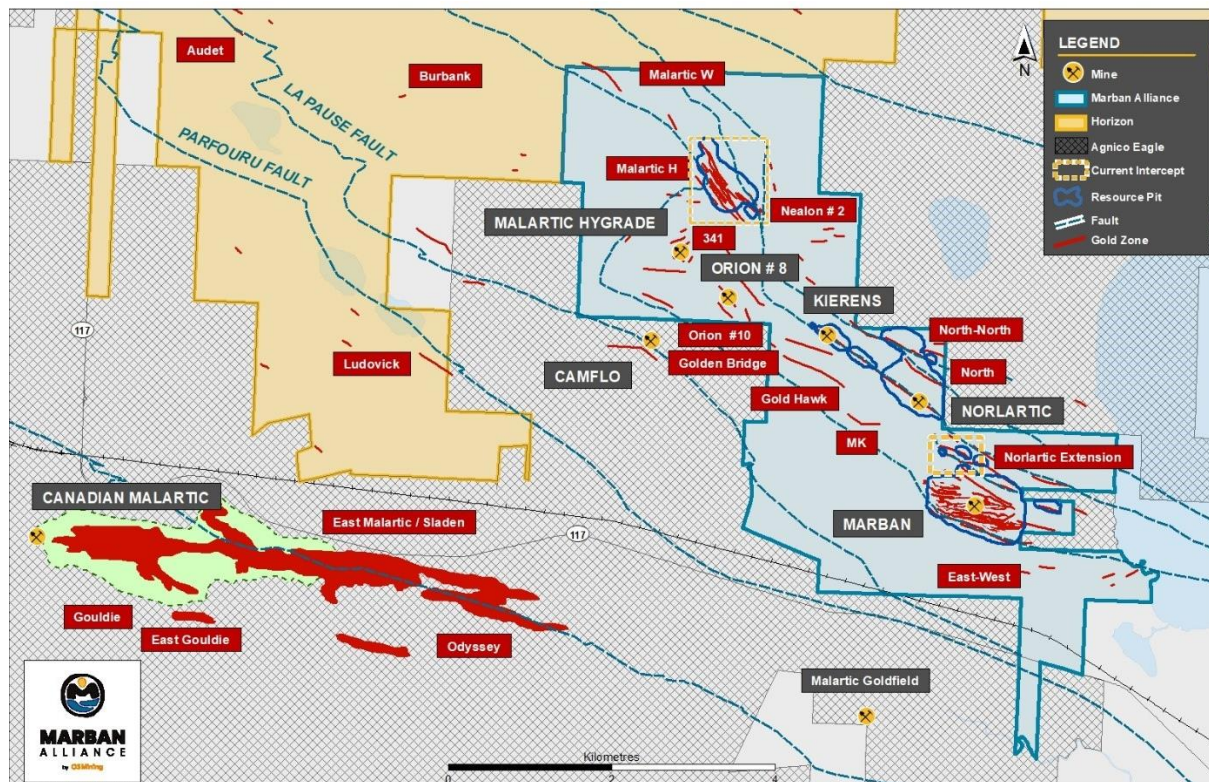 Audet
Burbank
Malartic W
LA PAUSE FAULT
PARFOURU FAULT
N
LEGEND
Mine
Marban Alliance
Horizon
Agnico Eagle
Current Intercept
Resource Pit
Fault
Gold Zone
Malartic H
Nealon # 2
MALARTIC HYGRADE
341
ORION # 8
KIERENS
117
Orion #10
North-North
Ludovick
Golden Bridge
North
CAMFLO
Gold Hawk
NORLARTIC
MK
Norlartic Extension
CANADIAN MALARTIC
East Malartic / Sladen
MARBAN
117
East-West
Gouldie
East Gouldie
Odyssey
Malartic Goldfield
MARBAN
ALLIANCE
by O3 Mining
Kilometres
0 2 4